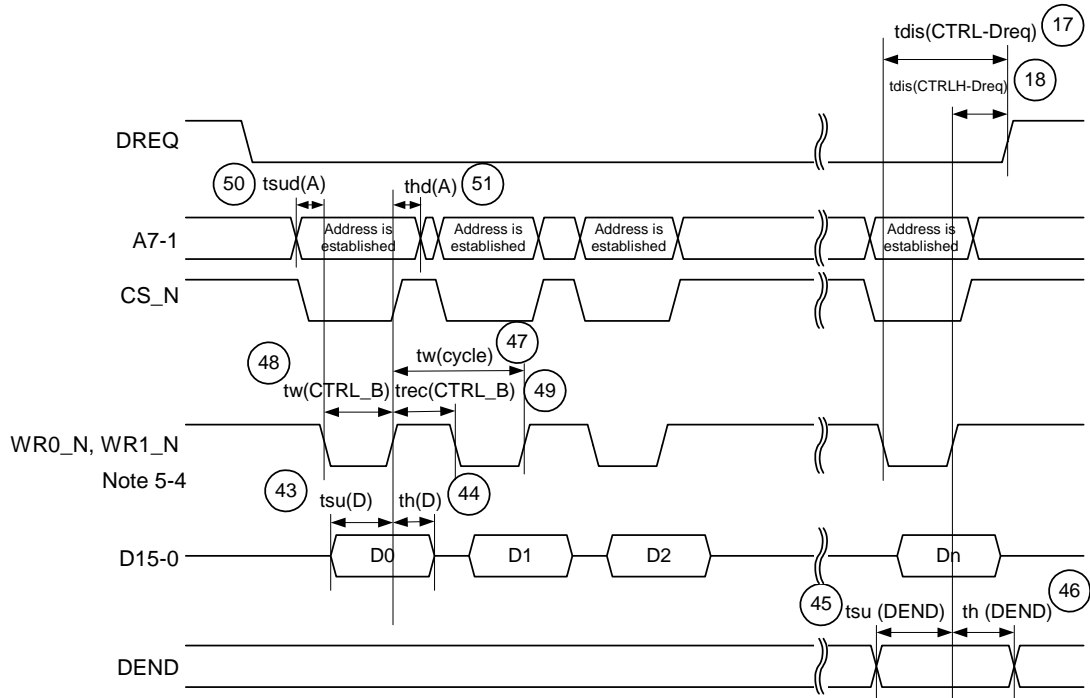 tdis(CTRL-Dreq) 17
tdis(CTRLH-Dreq) 18
DREQ
50 tsud(A) thd(A) 51
A7-1
Address is
established
Address is
established
Address is
established
Address is
established
CS_N
47
tw(cycle)
48
tw(CTRL_B) trec(CTRL_B) 49
WR0_N, WR1_N
Note 5-4
43 tsu(D) th(D) 44
D15-0
D0
D1
D2
Dn
45 tsu (DEND) th (DEND) 46
DEND